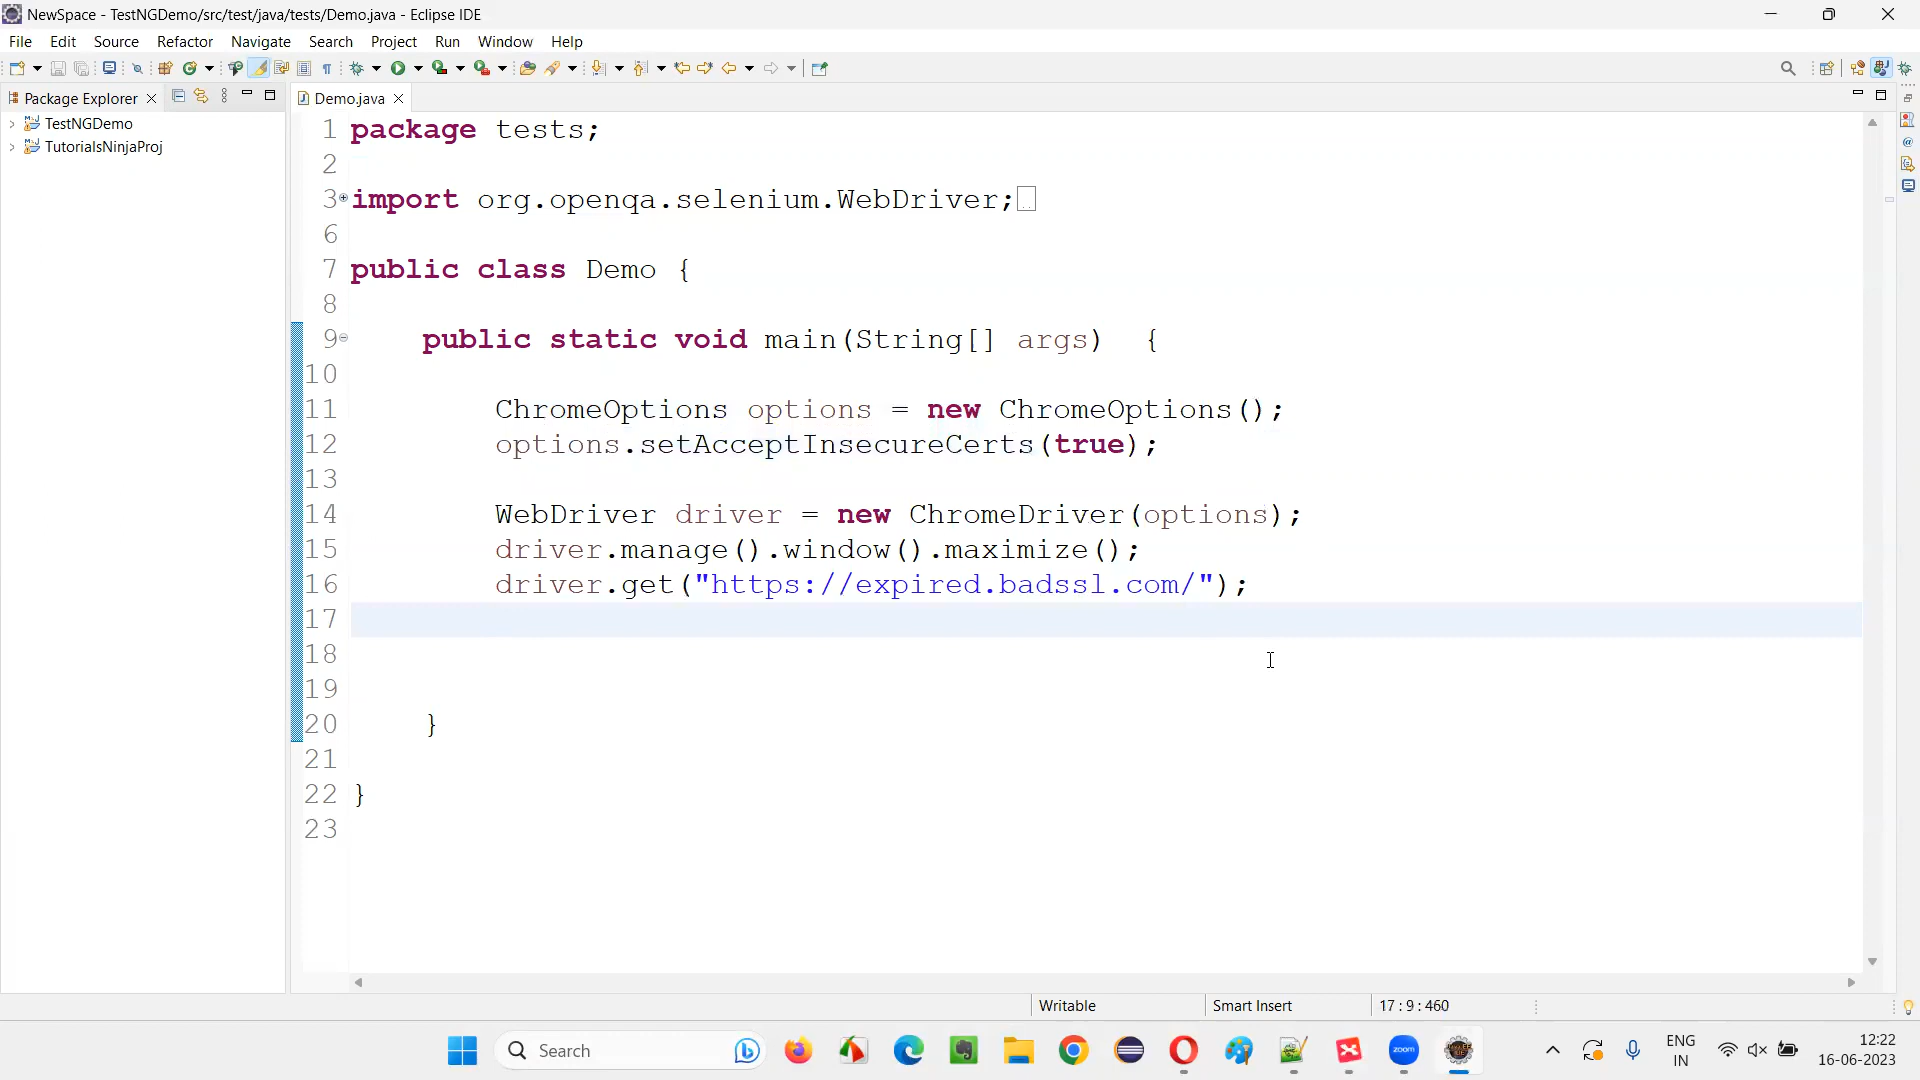 NewSpace - TestNGDemo/src/test/java/tests/Demo.java - Eclipse IDE
File Edit Source Refactor Navigate Search Project Run Window Help
Package Explorer
Demo.java
TestNGDemo
TutorialsNinjaProj
1 package tests;
2
3 import org.openqa.selenium.WebDriver;
6
7 public class Demo {
8
9 public static void main(String[] args)  {
10
11 ChromeOptions options = new ChromeOptions();
12 options.setAcceptInsecureCerts(true);
13
14 WebDriver driver = new ChromeDriver(options);
15 driver.manage().window().maximize();
16 driver.get("https://expired.badssl.com/");
17
18
19
20 }
21
22 }
23
Writable Smart Insert 17 : 9 : 460
Search
zoom
ENG
IN
12:22
16-06-2023